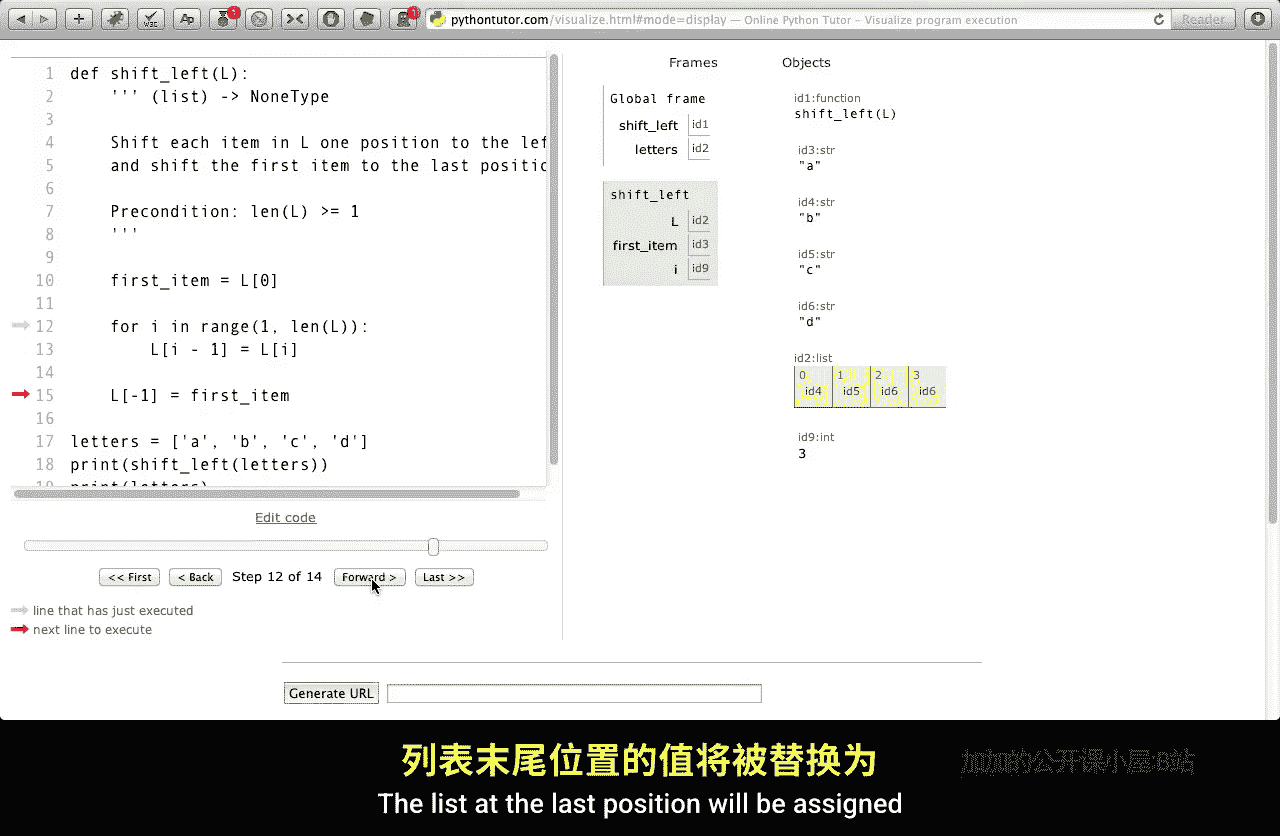 pythontutor.com/visualize.html#mode=display — Online Python Tutor – Visualize program execution
Reader
1 def shift_left(L):
2 ''' (list) -> NoneType
3
4 Shift each item in L one position to the lef
5 and shift the first item to the last positio
6
7 Precondition: len(L) >= 1
8 '''
9
10 first_item = L[0]
11
12 for i in range(1, len(L)):
13 L[i - 1] = L[i]
14
15 L[-1] = first_item
16
17 letters = ['a', 'b', 'c', 'd']
18 print(shift_left(letters))
19 print(letters)
Edit code
<< First
< Back
Step 12 of 14
Forward >
Last >>
line that has just executed
next line to execute
Frames
Global frame
shift_left id1
letters id2
shift_left
L id2
first_item id3
i id9
Objects
id1:function
shift_left(L)
id3:str
"a"
id4:str
"b"
id5:str
"c"
id6:str
"d"
id2:list
0 1 2 3
id4 id5 id6 id6
id9:int
3
Generate URL
列表末尾位置的值将被替换为
The list at the last position will be assigned
加加的公开课小屋:B站